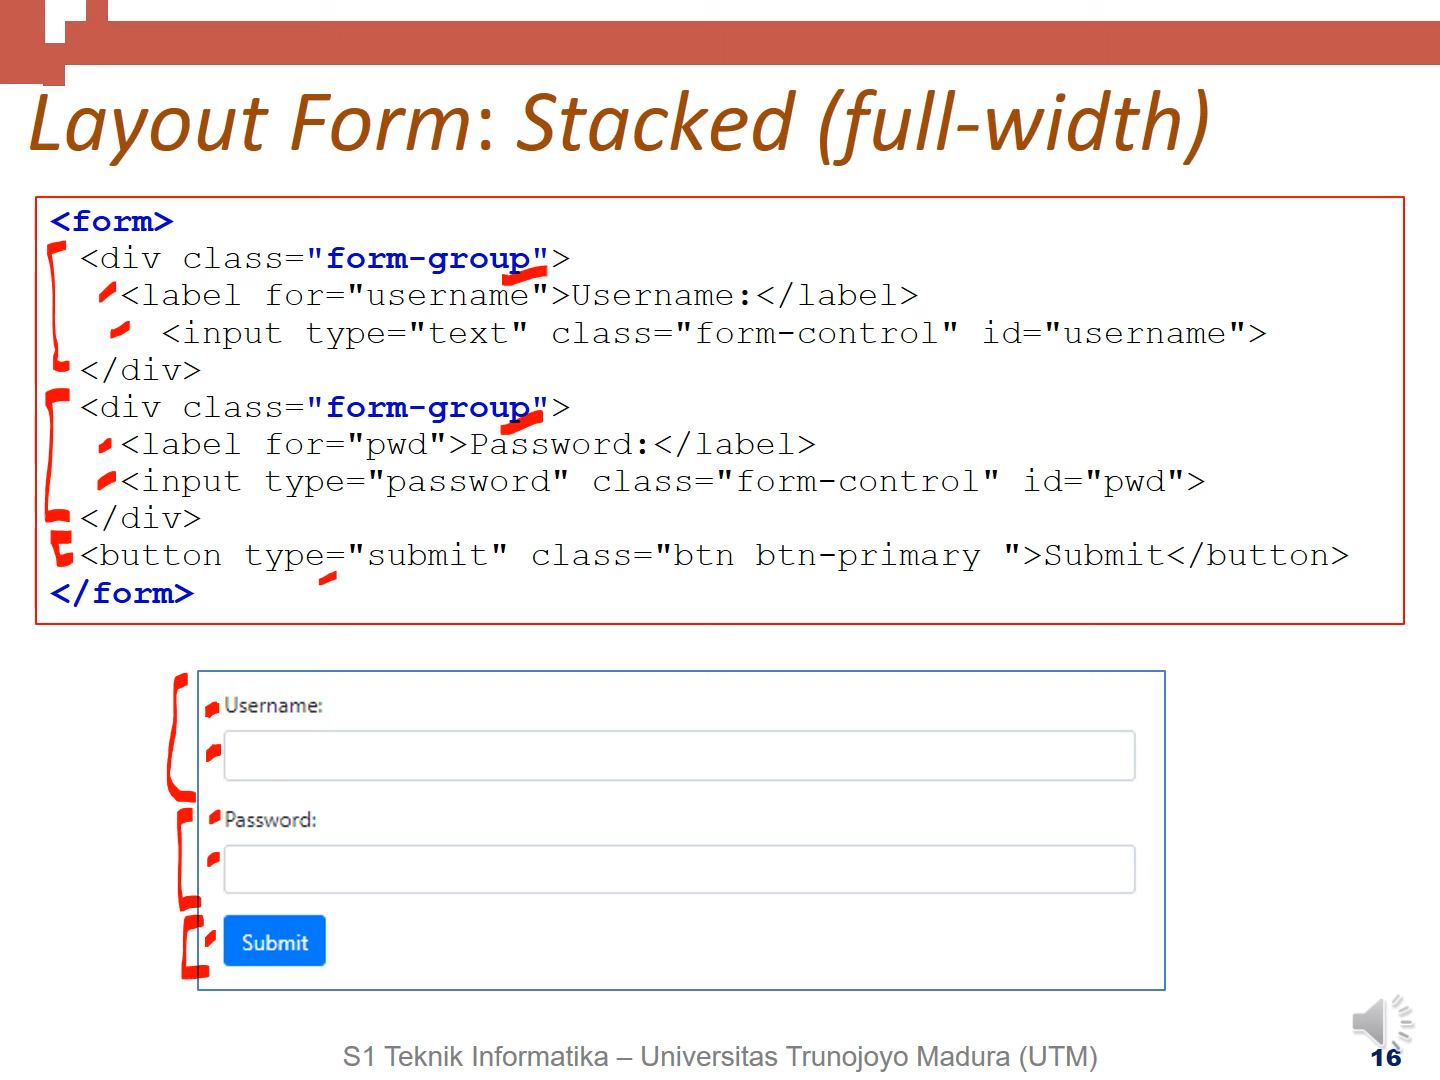 Layout Form: Stacked (full-width)
<form>
<div class="form-group">
<label for="username">Username:</label>
<input type="text" class="form-control" id="username">
</div>
<div class="form-group">
<label for="pwd">Password:</label>
<input type="password" class="form-control" id="pwd">
</div>
<button type="submit" class="btn btn-primary ">Submit</button>
</form>
Username:
Password:
Submit
S1 Teknik Informatika – Universitas Trunojoyo Madura (UTM)
16